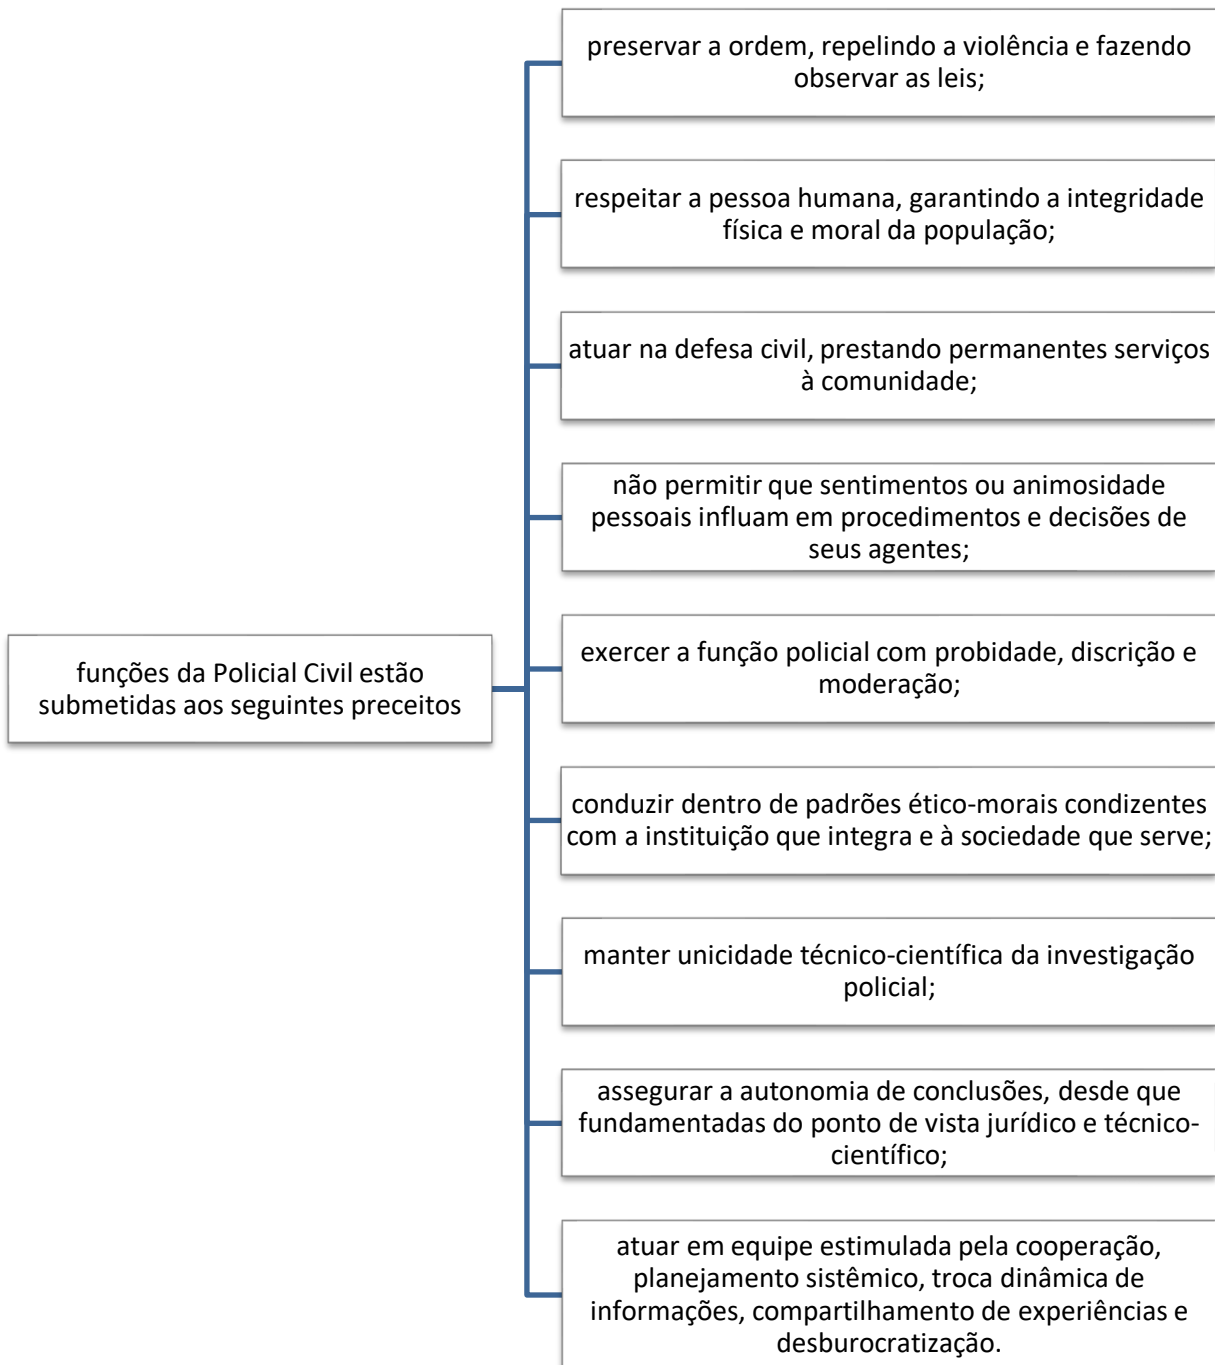 preservar a ordem, repelindo a violência e fazendo
observar as leis;
respeitar a pessoa humana, garantindo a integridade
física e moral da população;
atuar na defesa civil, prestando permanentes serviços
à comunidade;
não permitir que sentimentos ou animosidade
pessoais influam em procedimentos e decisões de
seus agentes;
funções da Policial Civil estão
submetidas aos seguintes preceitos
exercer a função policial com probidade, discrição e
moderação;
conduzir dentro de padrões ético-morais condizentes
com a instituição que integra e à sociedade que serve;
manter unicidade técnico-científica da investigação
policial;
assegurar a autonomia de conclusões, desde que
fundamentadas do ponto de vista jurídico e técnico-
científico;
atuar em equipe estimulada pela cooperação,
planejamento sistêmico, troca dinâmica de
informações, compartilhamento de experiências e
desburocratização.